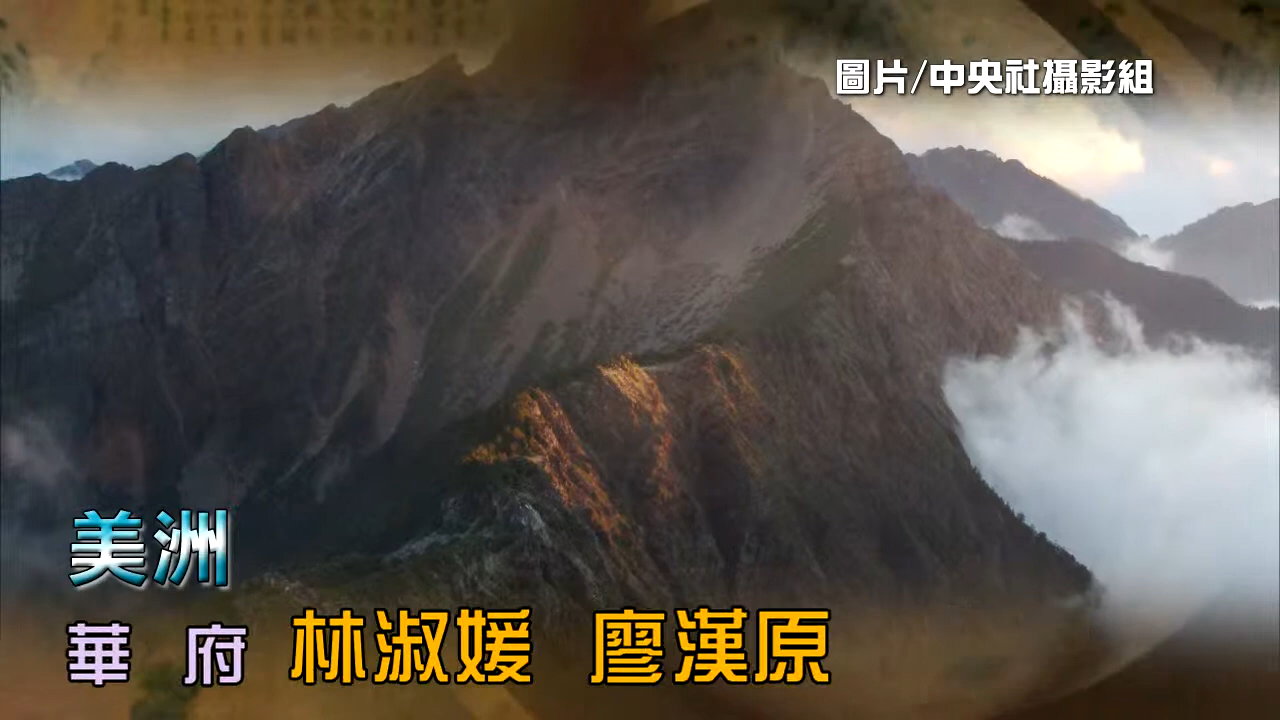 圖片/中央社攝影組
美洲
華 府 林淑媛 廖漢原